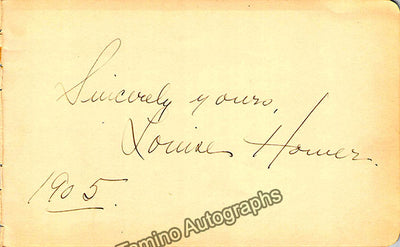 Sincerely yours,
Louise Homer.
1905.
Tamino Autographs